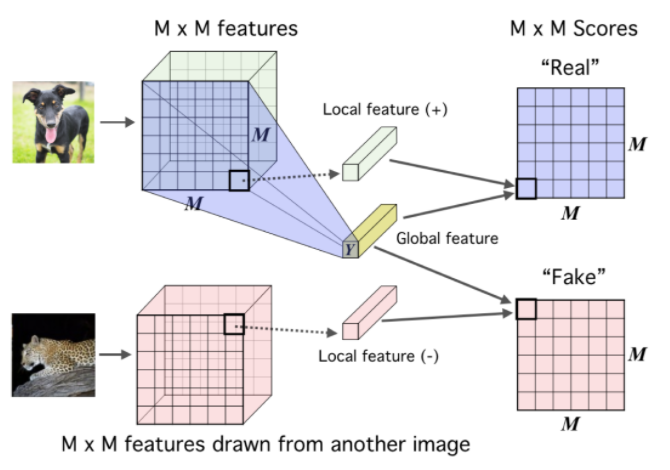 M x M features
M x M Scores
“Real”
Local feature (+)
M
M
M
M
Y
Global feature
“Fake”
Local feature (-)
M
M
M x M features drawn from another image